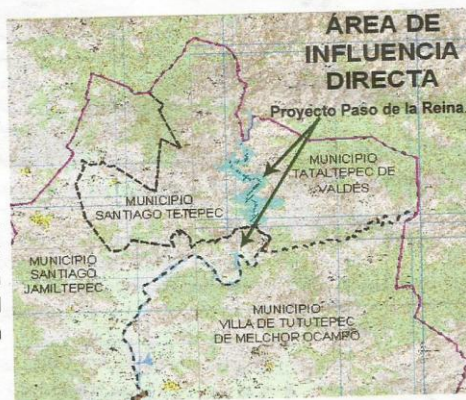 ÁREA DE
INFLUENCIA
DIRECTA
Proyecto Paso de la Reina
MUNICIPIO
TATALTEPEC DE
VALDÉS
MUNICIPIO
SANTIAGO TETEPEC
MUNICIPIO
SANTIAGO
JAMILTEPEC
MUNICIPIO
VILLA DE TUTUTEPEC
DE MELCHOR OCAMPO